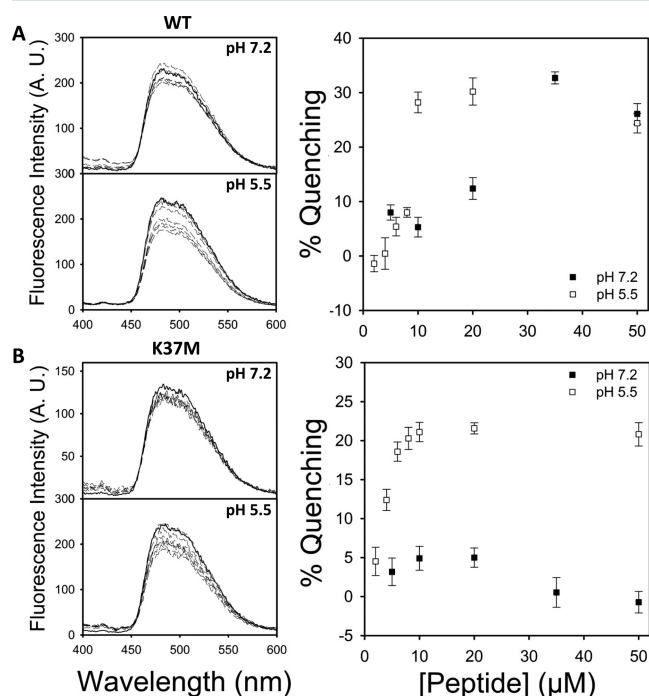 A
WT
Fluorescence Intensity (A. U.)
300
200
100
pH 7.2
300
200
100
0
pH 5.5
400 450 500 550 600
% Quenching
40
30
20
10
0
-10
pH 7.2
pH 5.5
0 10 20 30 40 50
B
K37M
Fluorescence Intensity (A. U.)
150
100
50
pH 7.2
300
200
100
0
pH 5.5
400 450 500 550 600
Wavelength (nm)
% Quenching
30
25
20
15
10
5
0
-5
pH 7.2
pH 5.5
0 10 20 30 40 50
[Peptide] (μM)